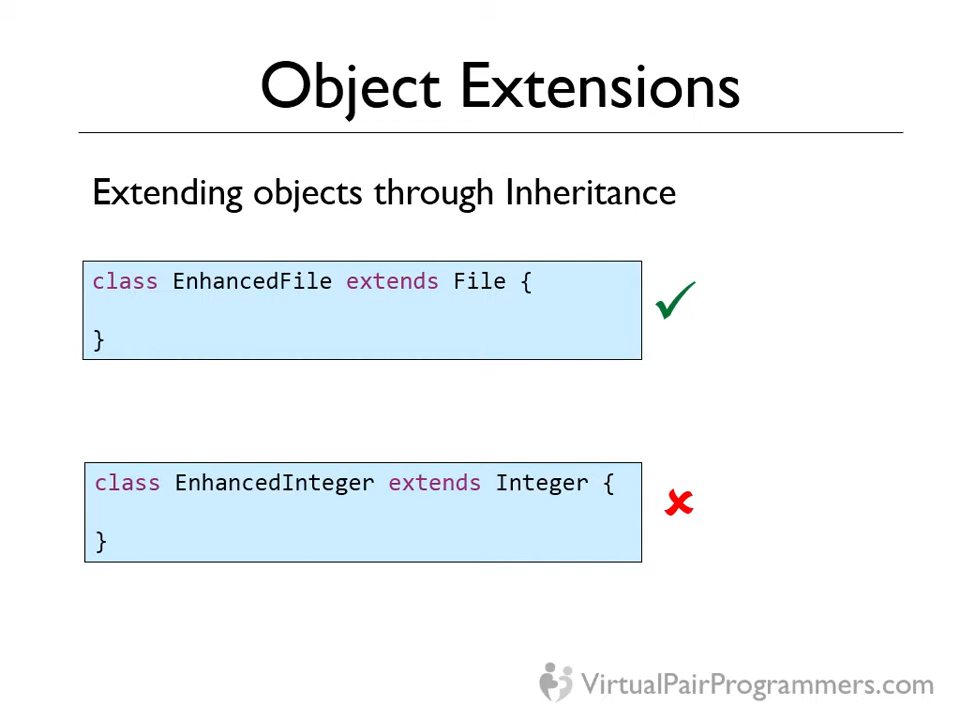 Object Extensions
Extending objects through Inheritance
class EnhancedFile extends File {
}
class EnhancedInteger extends Integer {
}
VirtualPairProgrammers.com